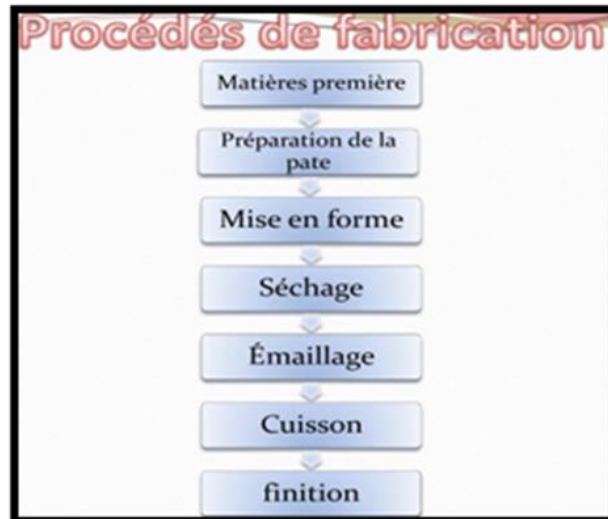 Procédés de fabrication
Matières première
Préparation de la
pate
Mise en forme
Séchage
Émaillage
Cuisson
finition